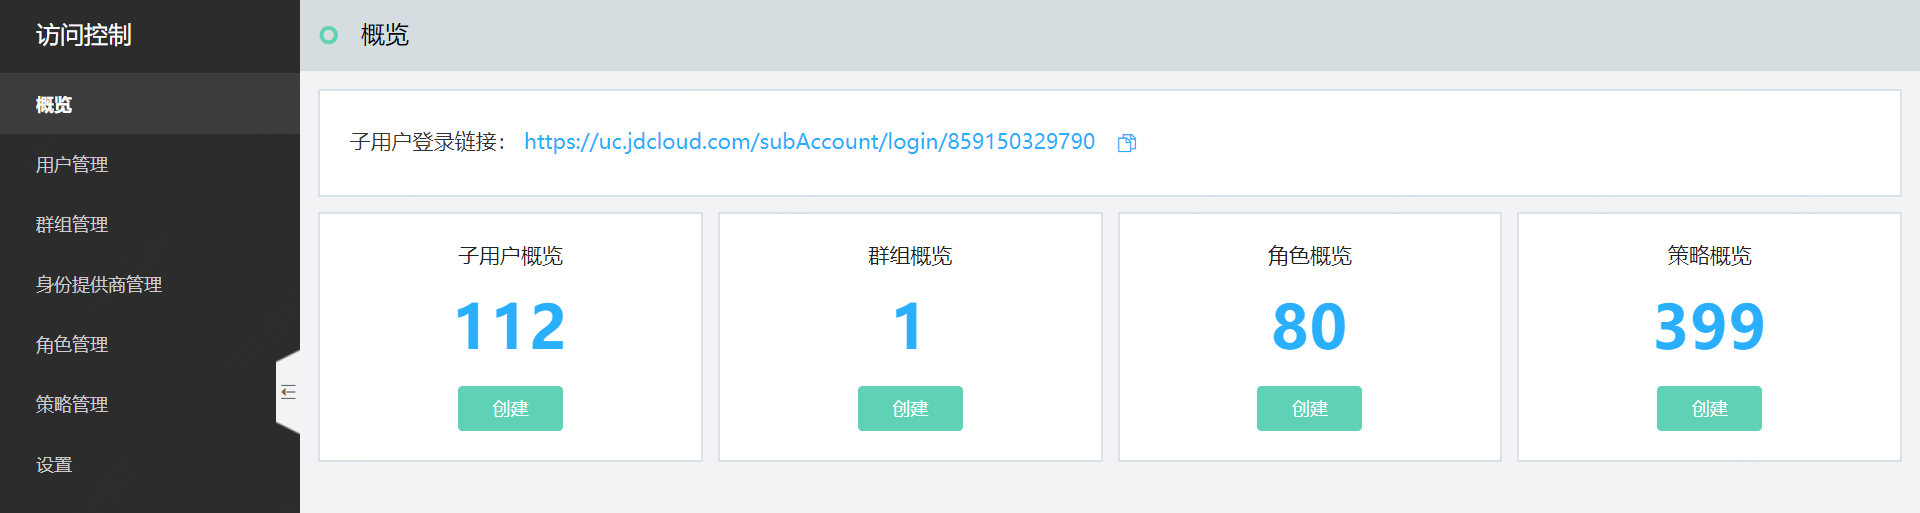 访问控制
概览
用户管理
群组管理
身份提供商管理
角色管理
策略管理
设置
概览
子用户登录链接： https://uc.jdcloud.com/subAccount/login/859150329790
子用户概览
112
创建
群组概览
1
创建
角色概览
80
创建
策略概览
399
创建